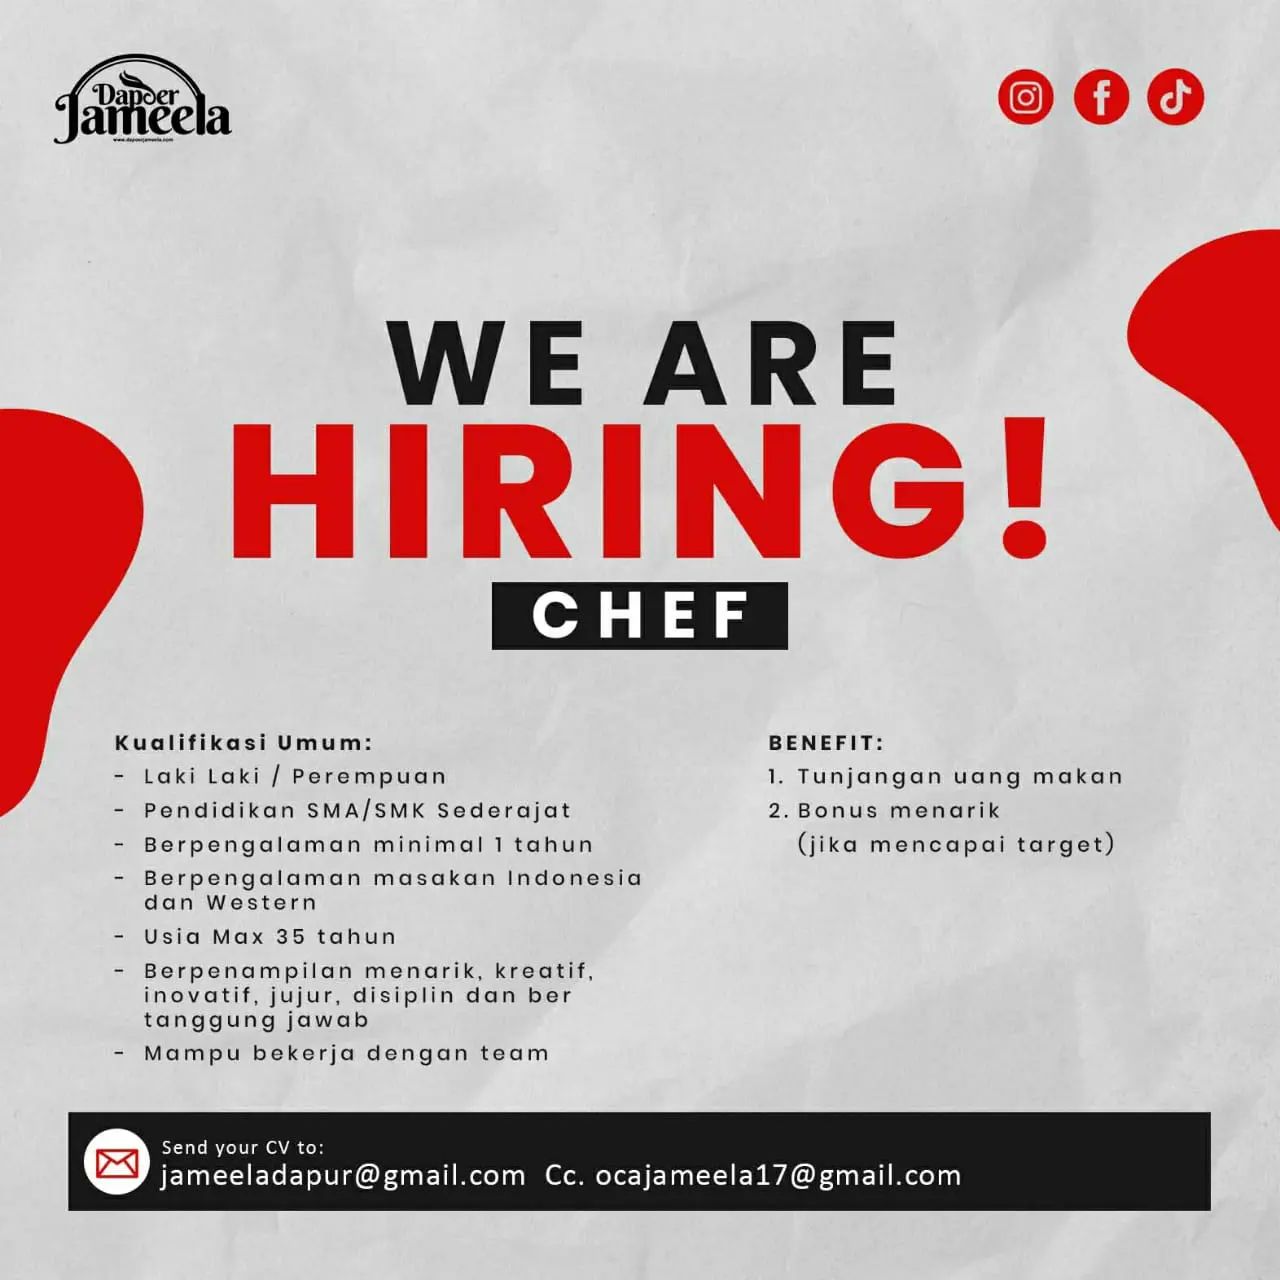 Dapoer
Jameela
www.dapoerjameela.com
WE ARE
HIRING!
CHEF
Kualifikasi Umum:
- Laki Laki / Perempuan
- Pendidikan SMA/SMK Sederajat
- Berpengalaman minimal 1 tahun
- Berpengalaman masakan Indonesia
dan Western
- Usia Max 35 tahun
- Berpenampilan menarik, kreatif,
inovatif, jujur, disiplin dan ber
tanggung jawab
- Mampu bekerja dengan team
BENEFIT:
1. Tunjangan uang makan
2. Bonus menarik
(jika mencapai target)
Send your CV to:
jameeladapur@gmail.com Cc. ocajameela17@gmail.com